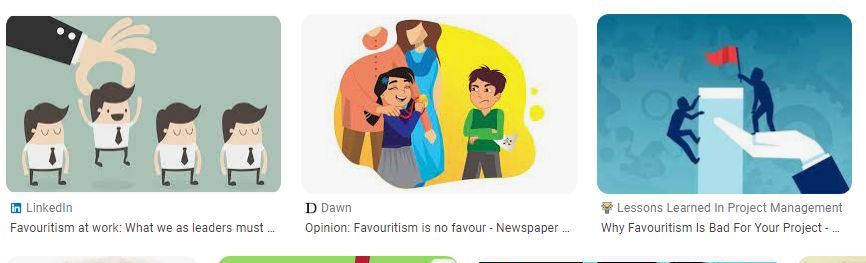 LinkedIn
Favouritism at work: What we as leaders must ...
D Dawn
Opinion: Favouritism is no favour - Newspaper ...
Lessons Learned In Project Management
Why Favouritism Is Bad For Your Project - ...